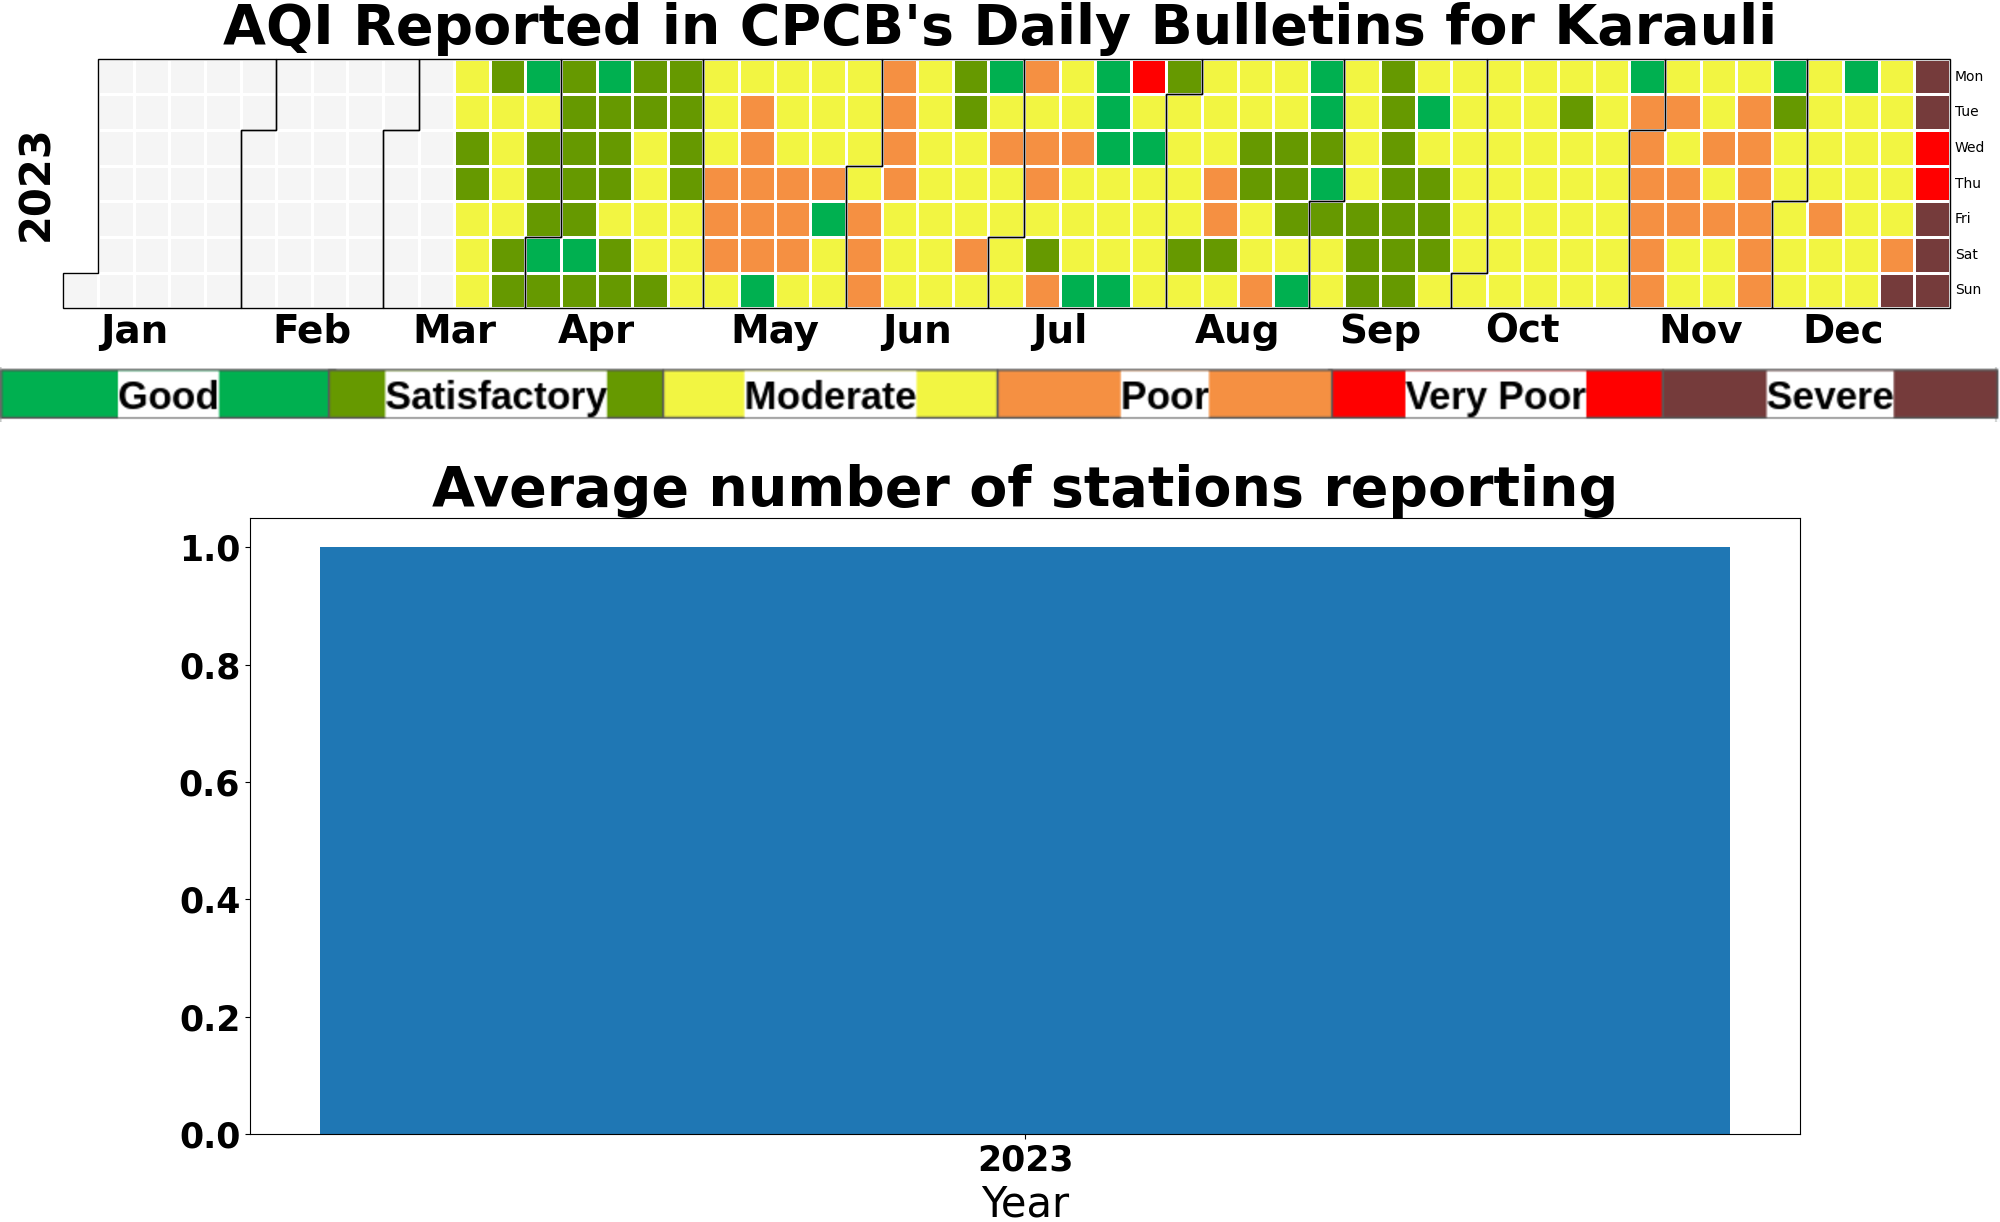 AQI Reported in CPCB's Daily Bulletins for Karauli
2023
Mon
Tue
Wed
Thu
Fri
Sat
Sun
Jan Feb Mar Apr May Jun Jul Aug Sep Oct Nov Dec
Good Satisfactory Moderate Poor Very Poor Severe
Average number of stations reporting
1.0
0.8
0.6
0.4
0.2
0.0
2023
Year